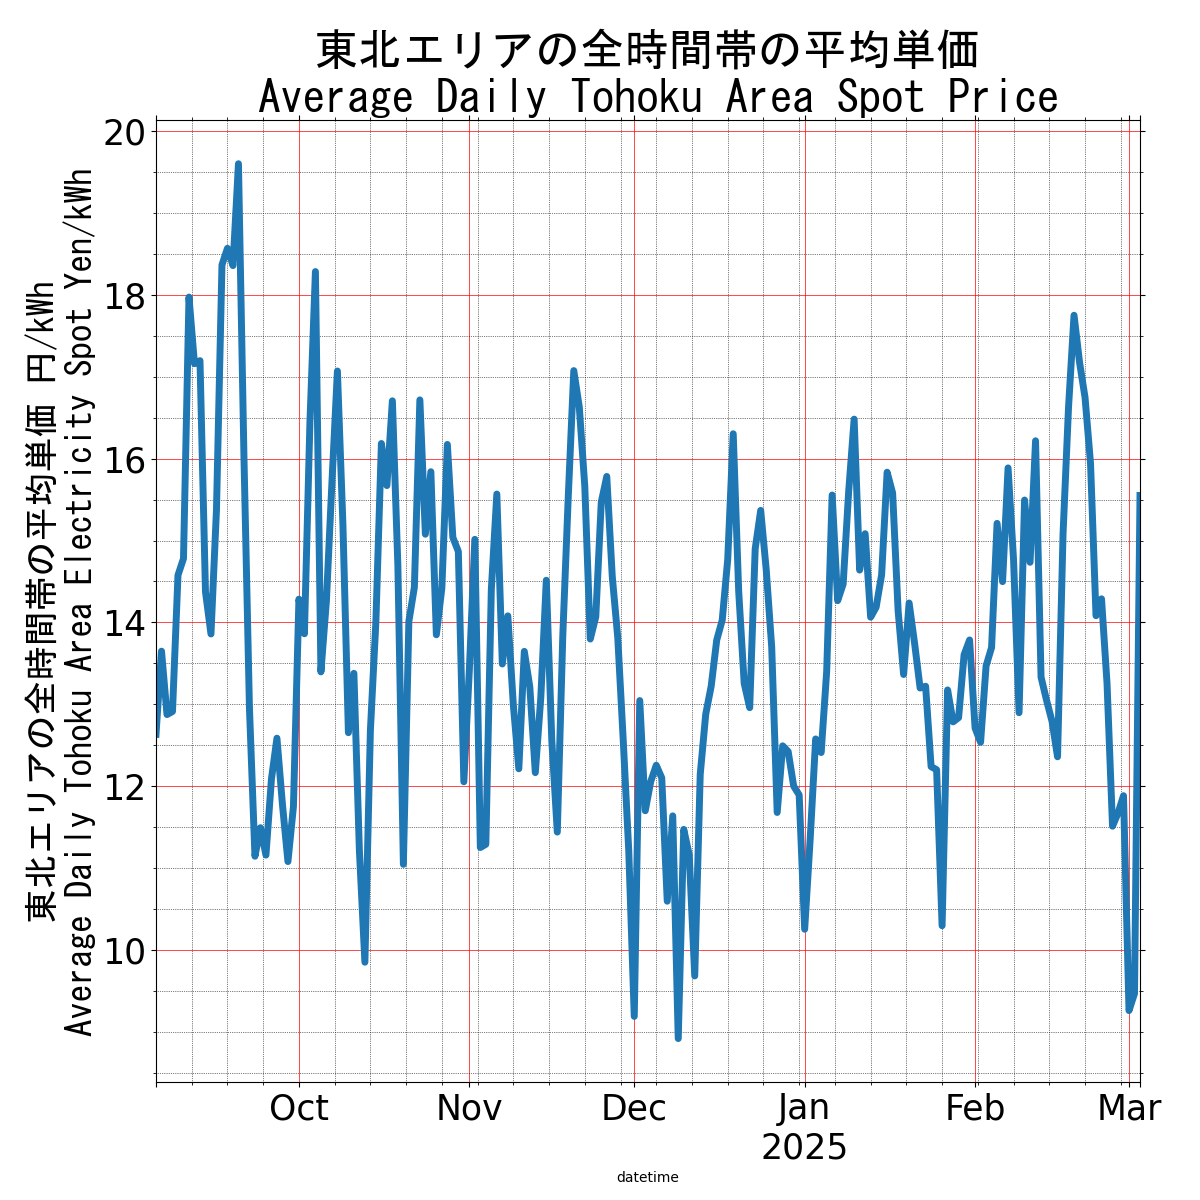 東北エリアの全時間帯の平均単価
Average Daily Tohoku Area Spot Price
東北エリアの全時間帯の平均単価 円/kWh
Average Daily Tohoku Area Electricity Spot Yen/kWh
20
18
16
14
12
10
Oct
Nov
Dec
Jan
2025
Feb
Mar
datetime